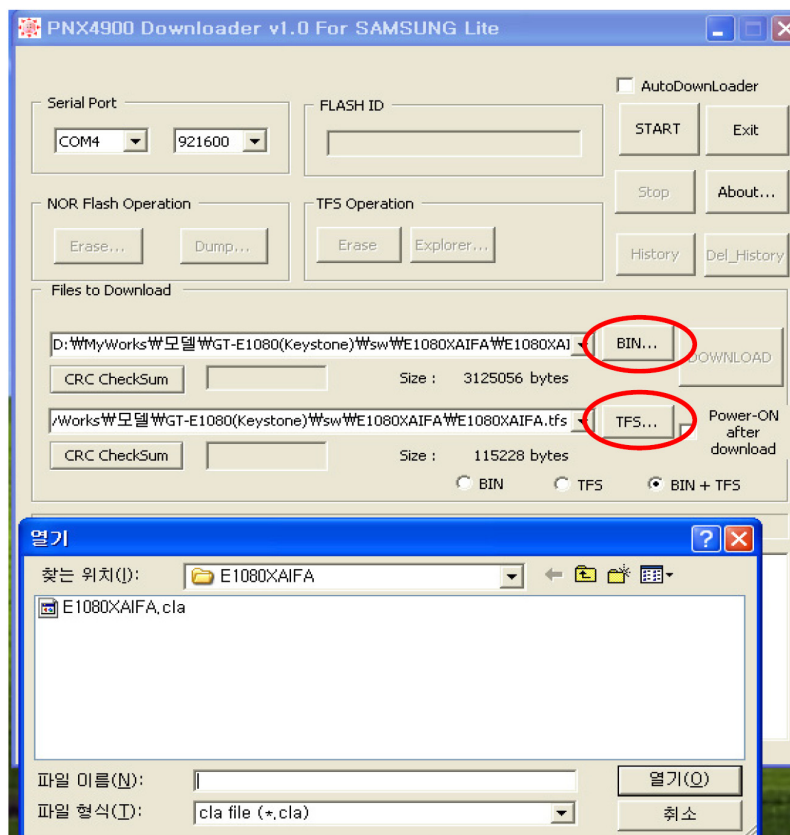 PNX4900 Downloader v1.0 For SAMSUNG Lite
AutoDownLoader
Serial Port
FLASH ID
COM4
921600
START
Exit
Stop
About...
NOR Flash Operation
TFS Operation
Erase...
Dump...
Erase
Explorer...
History
Del_History
Files to Download
D:₩MyWorks₩모델₩GT-E1080(Keystone)₩sw₩E1080XAIFA₩E1080XAI
BIN...
DOWNLOAD
CRC CheckSum
Size : 3125056 bytes
/Works₩모델₩GT-E1080(Keystone)₩sw₩E1080XAIFA₩E1080XAIFA.tfs
TFS...
Power-ON
after
download
CRC CheckSum
Size : 115228 bytes
BIN
TFS
BIN + TFS
열기
찾는 위치(I):
E1080XAIFA
E1080XAIFA.cla
파일 이름(N):
열기(O)
파일 형식(T):
cla file (*.cla)
취소